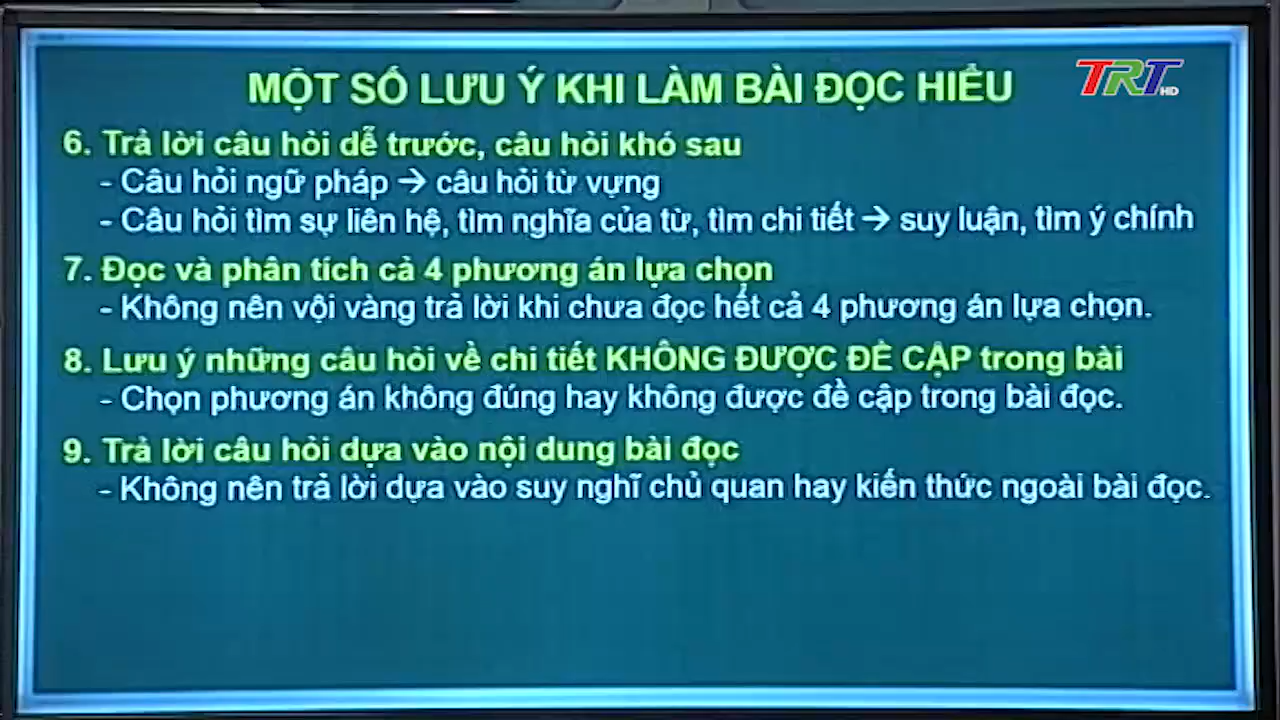 MỘT SỐ LƯU Ý KHI LÀM BÀI ĐỌC HIỂU
TRT HD
6. Trả lời câu hỏi dễ trước, câu hỏi khó sau
- Câu hỏi ngữ pháp → câu hỏi từ vựng
- Câu hỏi tìm sự liên hệ, tìm nghĩa của từ, tìm chi tiết → suy luận, tìm ý chính
7. Đọc và phân tích cả 4 phương án lựa chọn
- Không nên vội vàng trả lời khi chưa đọc hết cả 4 phương án lựa chọn.
8. Lưu ý những câu hỏi về chi tiết KHÔNG ĐƯỢC ĐỀ CẬP trong bài
- Chọn phương án không đúng hay không được đề cập trong bài đọc.
9. Trả lời câu hỏi dựa vào nội dung bài đọc
- Không nên trả lời dựa vào suy nghĩ chủ quan hay kiến thức ngoài bài đọc.